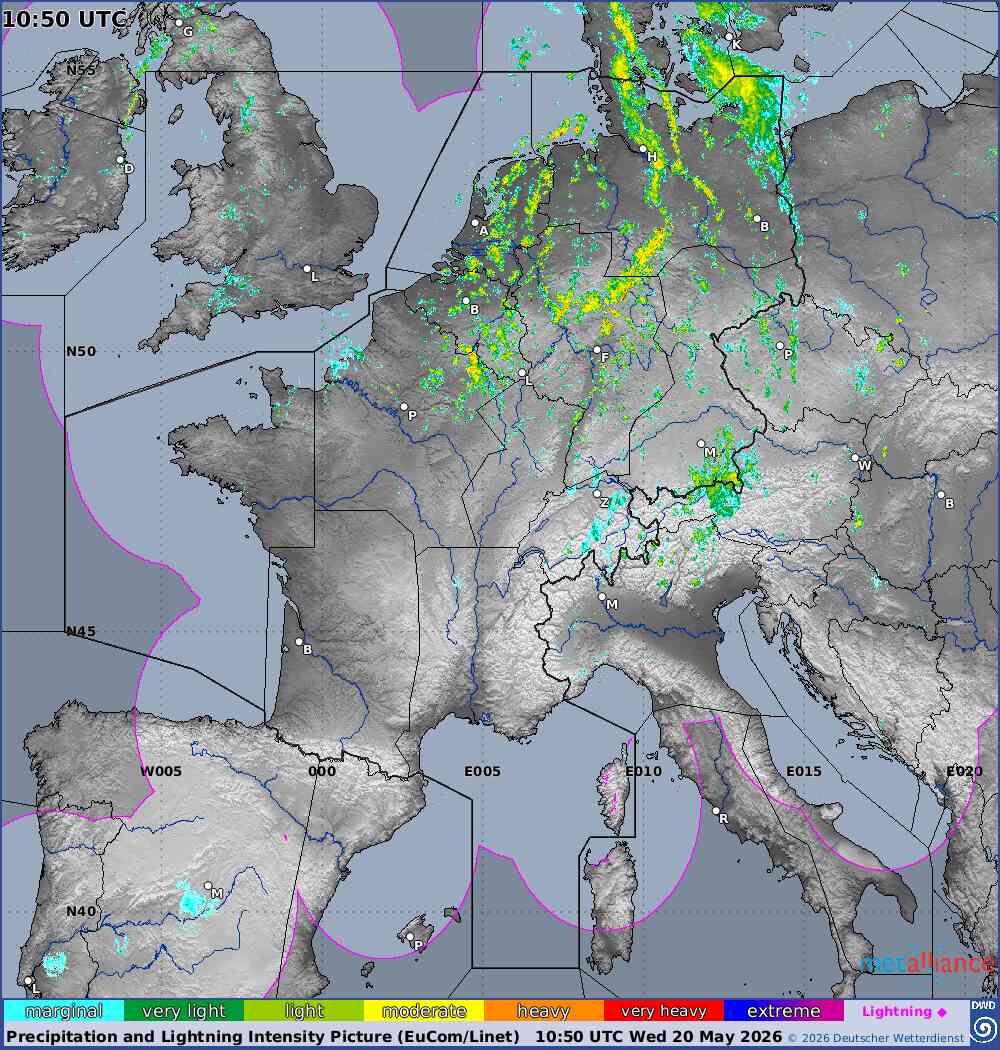 10:50 UTC
G
K
N55
H
D
A
B
L
B
N50
F
P
L
P
M
W
Z
B
M
N45
B
W005
000
E005
E010
E015
E020
R
M
N40
P
metalliance
L
marginal very light light moderate heavy very heavy extreme Lightning ◆ DWD
Precipitation and Lightning Intensity Picture (EuCom/Linet) 10:50 UTC Wed 20 May 2026 © 2026 Deutscher Wetterdienst